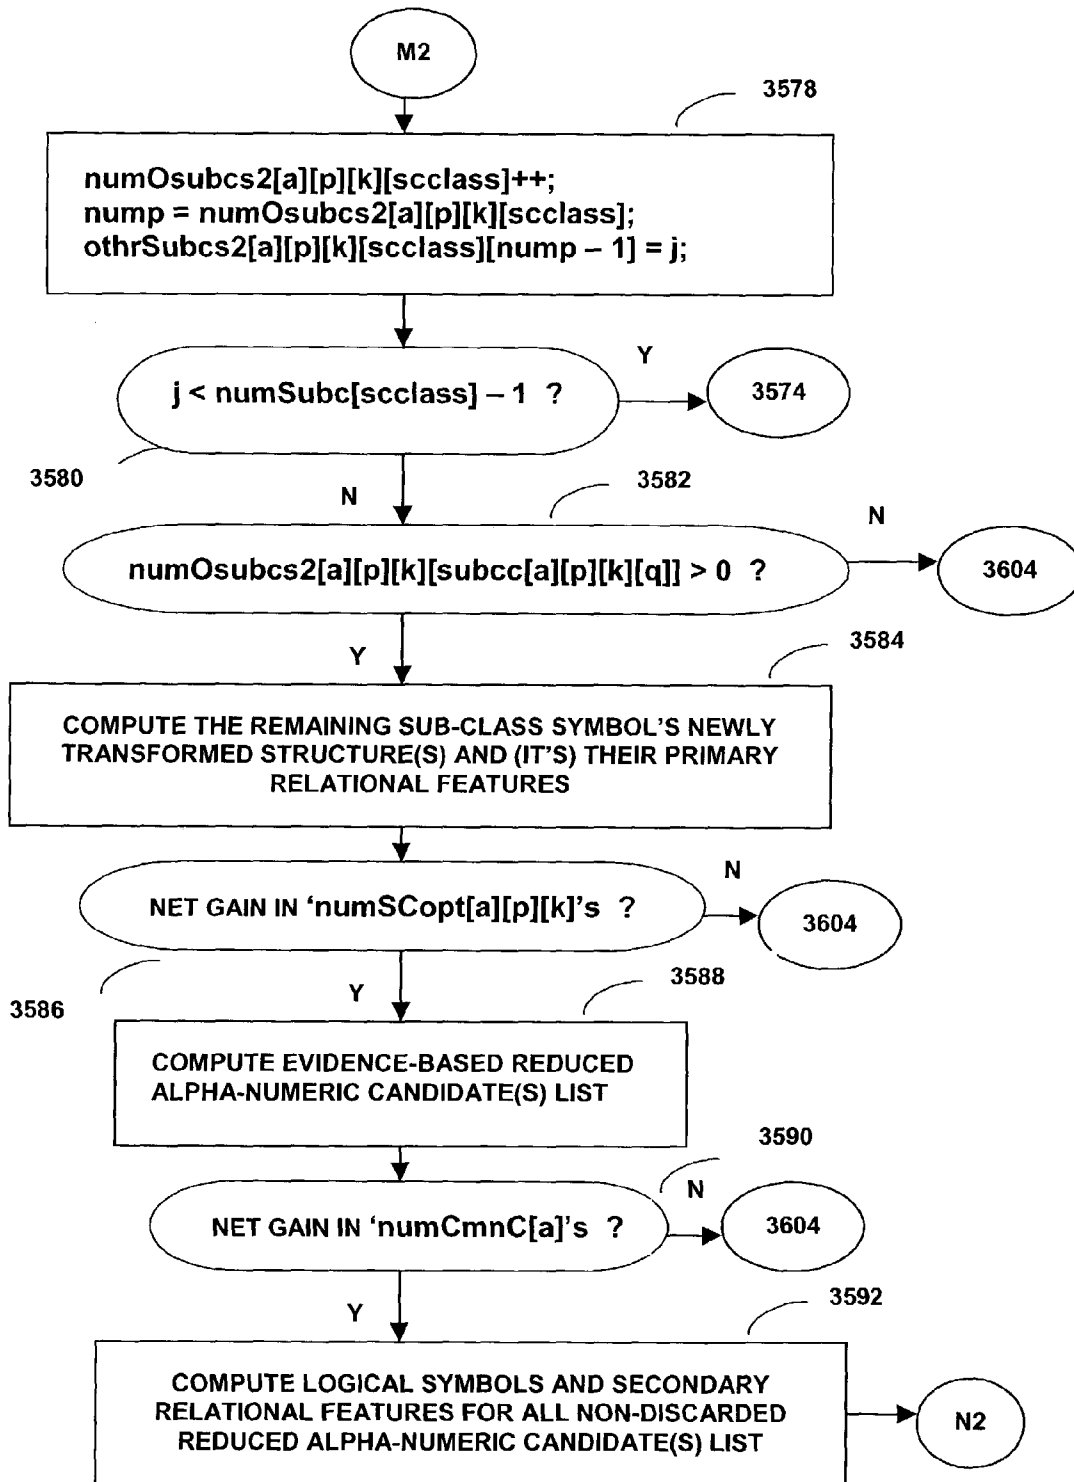 M2
3578
numOsubcs2[a][p][k][scclass]++;
nump = numOsubcs2[a][p][k][scclass];
othrSubcs2[a][p][k][scclass][nump – 1] = j;
j < numSubc[scclass] – 1 ?
Y
3574
3580
N
3582
numOsubcs2[a][p][k][subcc[a][p][k][q]] > 0 ?
N
3604
Y
3584
COMPUTE THE REMAINING SUB-CLASS SYMBOL'S NEWLY
TRANSFORMED STRUCTURE(S) AND (IT'S) THEIR PRIMARY
RELATIONAL FEATURES
NET GAIN IN ‘numSCopt[a][p][k]’s ?
N
3604
3586
Y
3588
COMPUTE EVIDENCE-BASED REDUCED
ALPHA-NUMERIC CANDIDATE(S) LIST
3590
NET GAIN IN ‘numCmnC[a]’s ?
N
3604
Y
3592
COMPUTE LOGICAL SYMBOLS AND SECONDARY
RELATIONAL FEATURES FOR ALL NON-DISCARDED
REDUCED ALPHA-NUMERIC CANDIDATE(S) LIST
N2